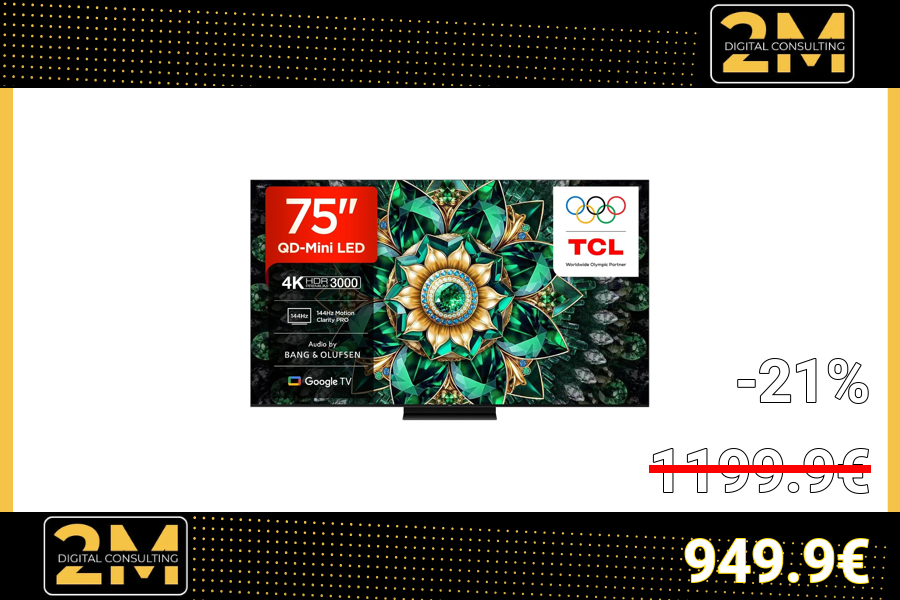 2M
DIGITAL CONSULTING
75"
QD-Mini LED
4K HDR PREMIUM 3000
144Hz
144Hz Motion
Clarity PRO
Audio by
BANG & OLUFSEN
Google TV
TCL
Worldwide Olympic Partner
-21%
1199.9€
2M
DIGITAL CONSULTING
949.9€